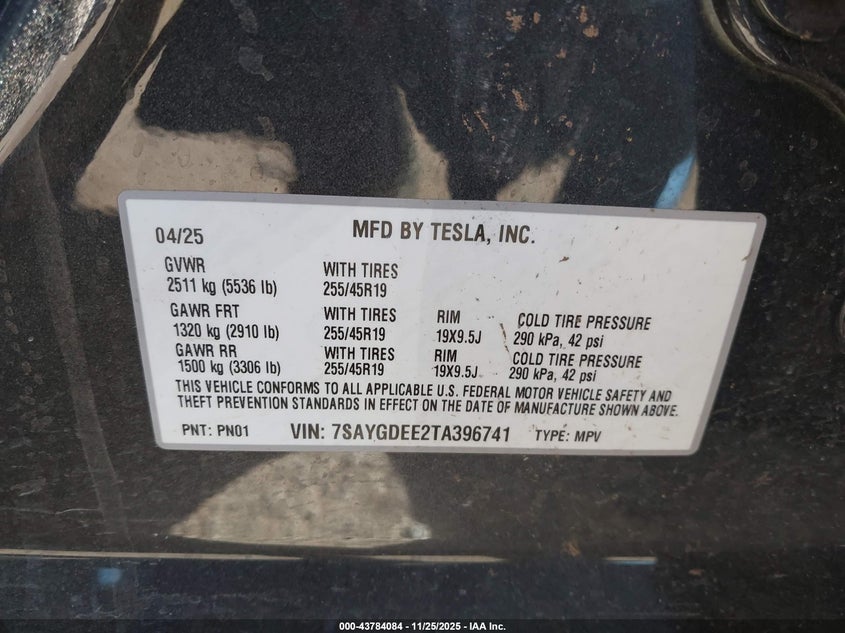 04/25 MFD BY TESLA, INC.
GVWR WITH TIRES
2511 kg (5536 lb) 255/45R19
GAWR FRT WITH TIRES RIM COLD TIRE PRESSURE
1320 kg (2910 lb) 255/45R19 19X9.5J 290 kPa, 42 psi
GAWR RR WITH TIRES RIM COLD TIRE PRESSURE
1500 kg (3306 lb) 255/45R19 19X9.5J 290 kPa, 42 psi
THIS VEHICLE CONFORMS TO ALL APPLICABLE U.S. FEDERAL MOTOR VEHICLE SAFETY AND
THEFT PREVENTION STANDARDS IN EFFECT ON THE DATE OF MANUFACTURE SHOWN ABOVE.
PNT: PN01 VIN: 7SAYGDEE2TA396741 TYPE: MPV
000-43784084 - 11/25/2025 - IAA Inc.